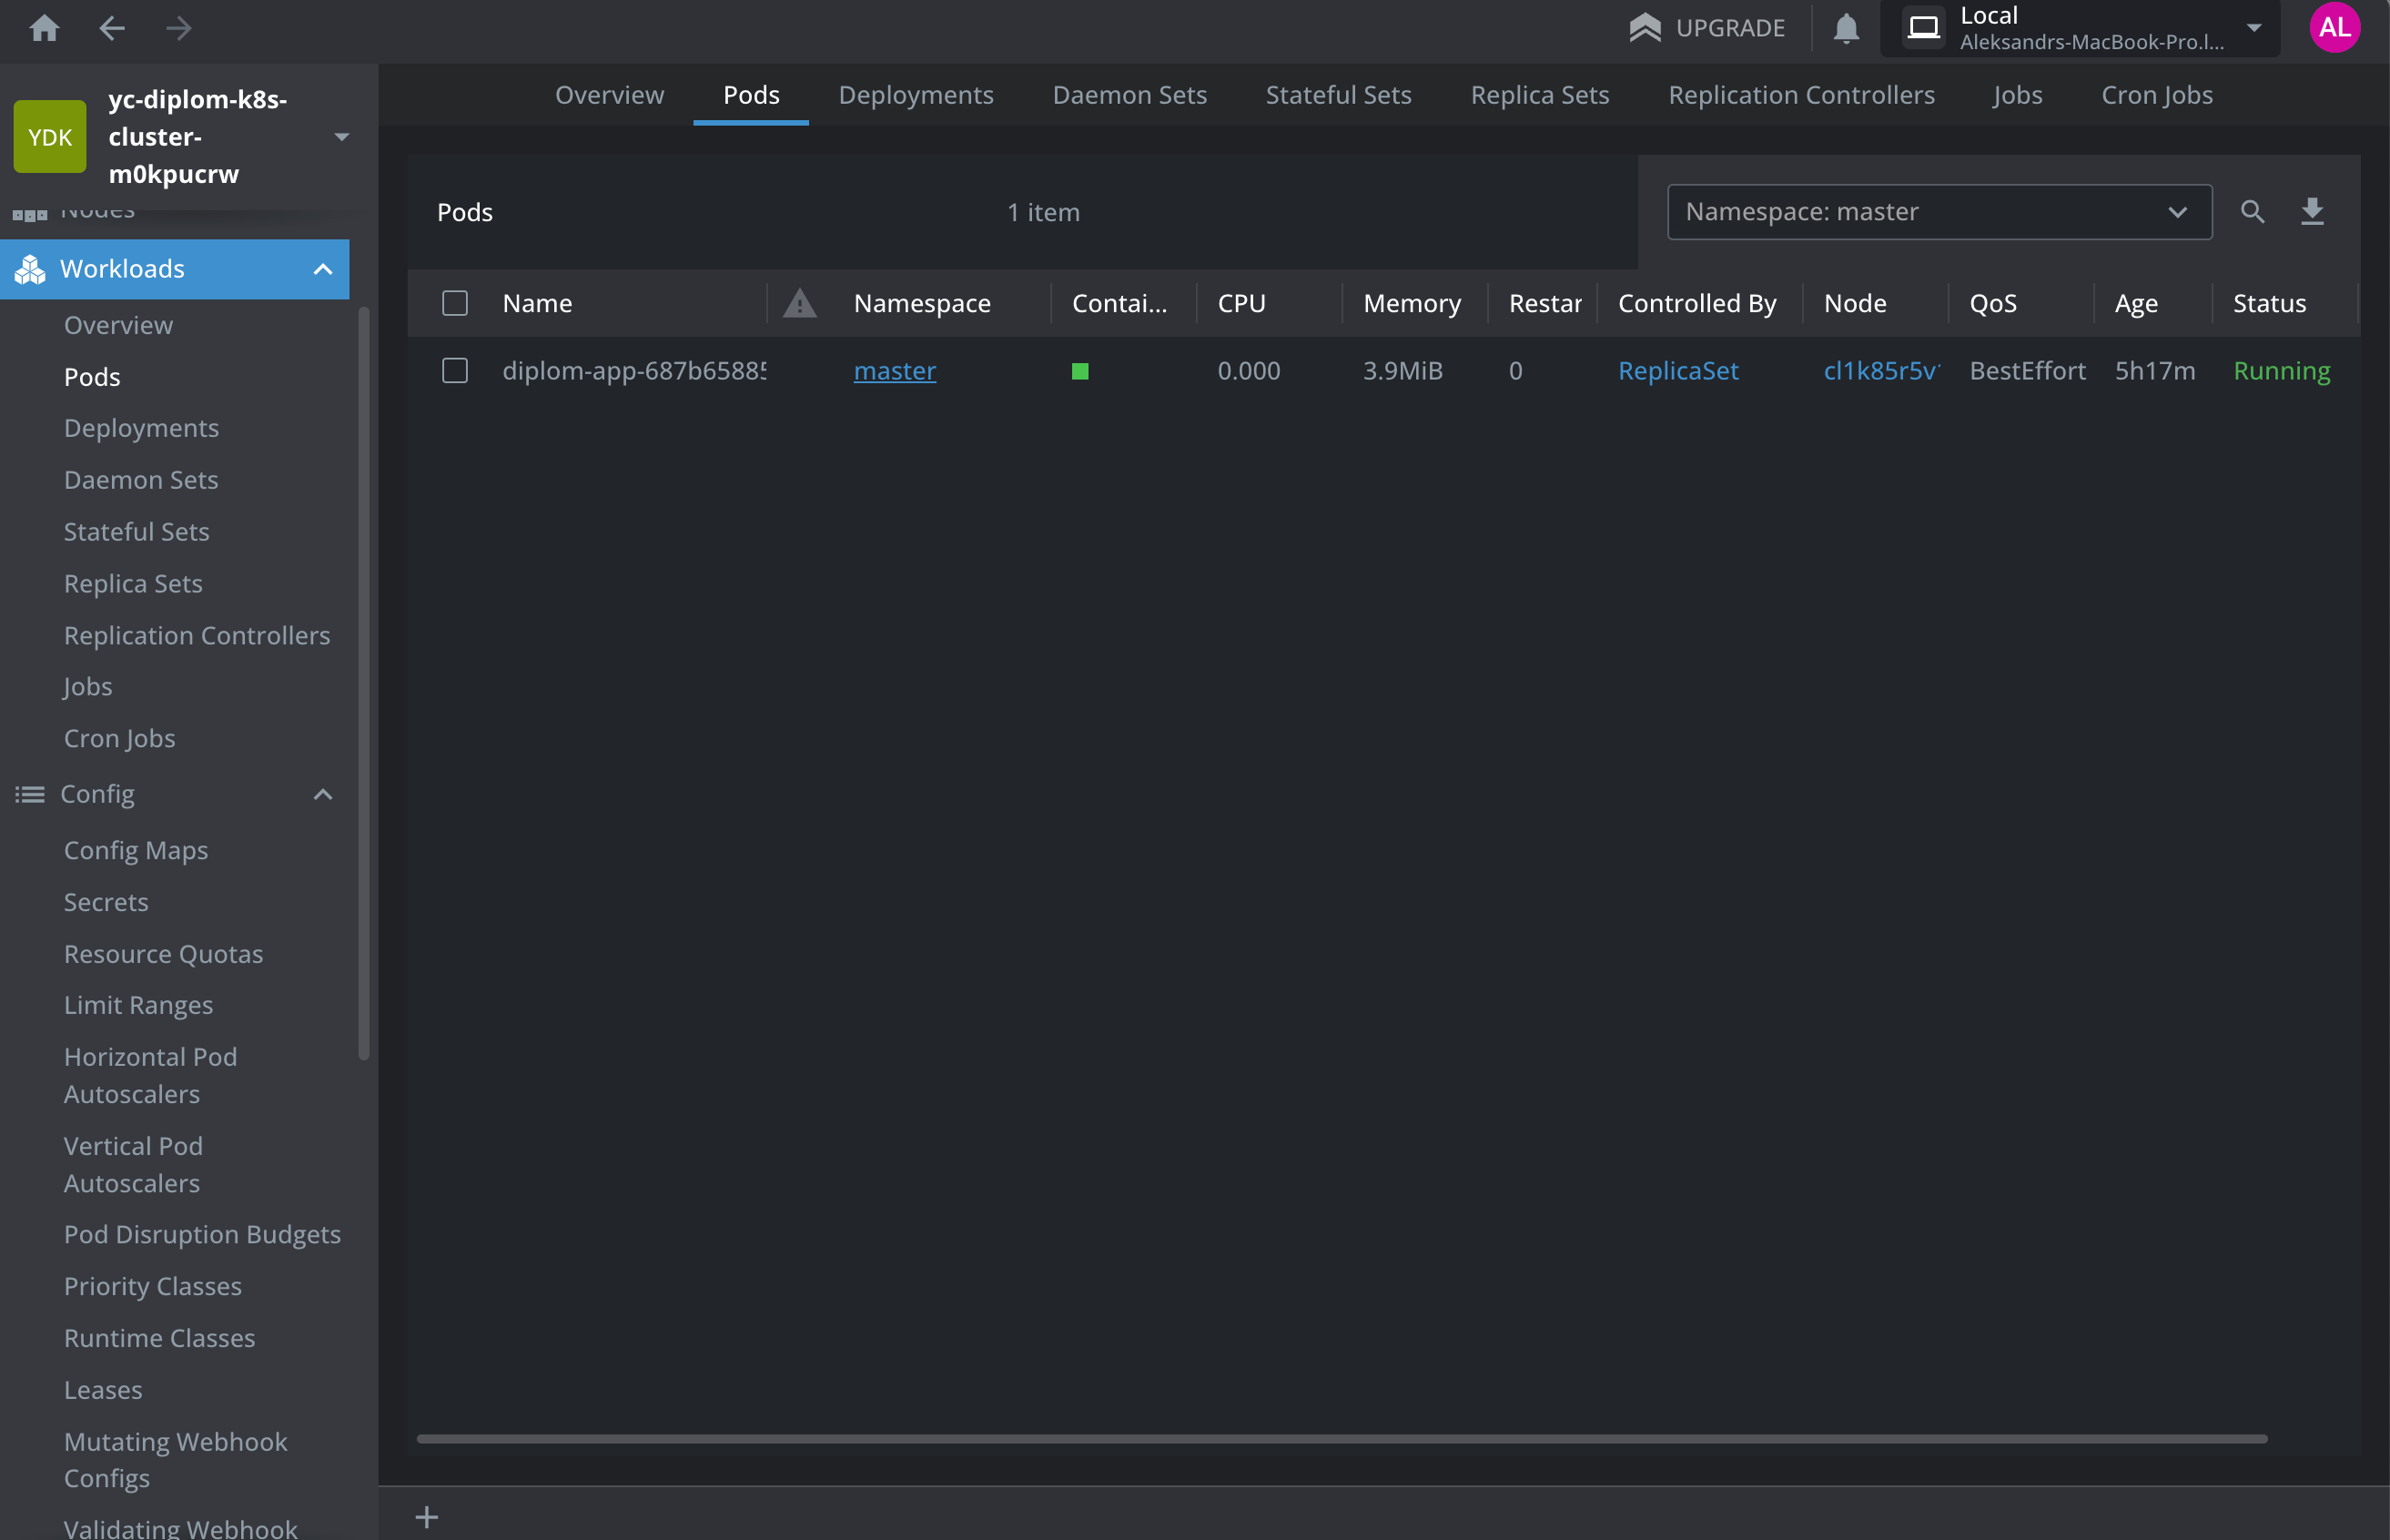 UPGRADE
Local
Aleksandrs-MacBook-Pro.l...
AL
YDK
yc-diplom-k8s-
cluster-
m0kpucrw
Nodes
Workloads
Overview
Pods
Deployments
Daemon Sets
Stateful Sets
Replica Sets
Replication Controllers
Jobs
Cron Jobs
Config
Config Maps
Secrets
Resource Quotas
Limit Ranges
Horizontal Pod
Autoscalers
Vertical Pod
Autoscalers
Pod Disruption Budgets
Priority Classes
Runtime Classes
Leases
Mutating Webhook
Configs
Validating Webhook
Overview Pods Deployments Daemon Sets Stateful Sets Replica Sets Replication Controllers Jobs Cron Jobs
Pods 1 item Namespace: master
Name Namespace Contai... CPU Memory Restar Controlled By Node QoS Age Status
diplom-app-687b65885 master 0.000 3.9MiB 0 ReplicaSet cl1k85r5v BestEffort 5h17m Running